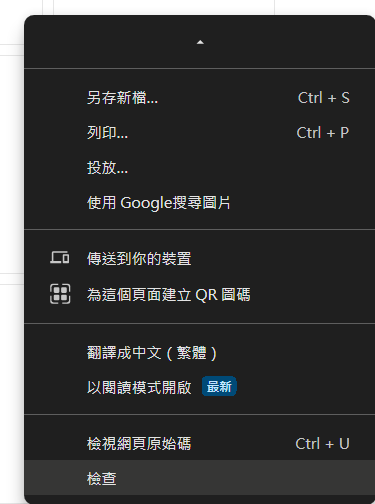 另存新檔... Ctrl + S
列印... Ctrl + P
投放...
使用 Google搜尋圖片
傳送到你的裝置
為這個頁面建立 QR 圖碼
翻譯成中文（繁體）
以閱讀模式開啟 最新
檢視網頁原始碼 Ctrl + U
檢查